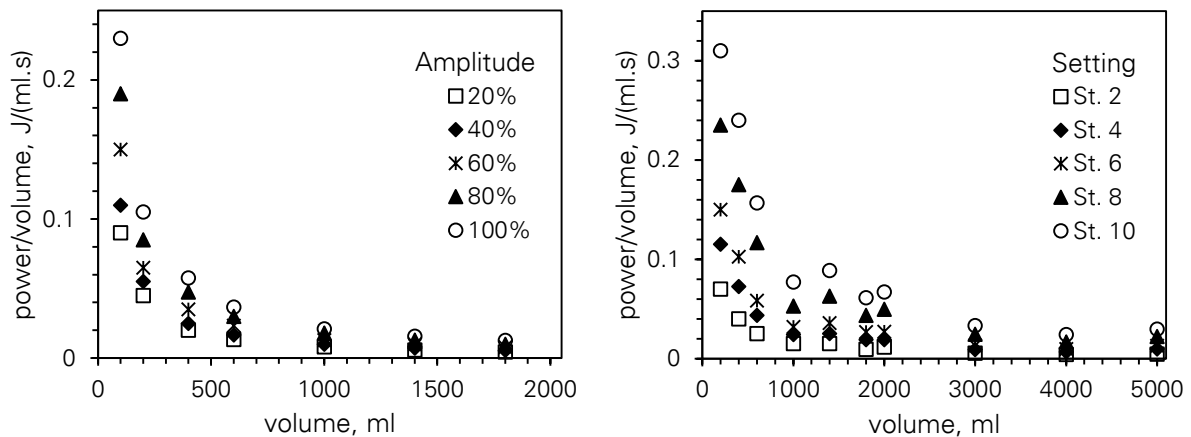 power/volume, J/(ml.s)
0.2
0.1
0
Amplitude
20%
40%
60%
80%
100%
0
500
1000
1500
2000
volume, ml
power/volume, J/(ml.s)
0.3
0.2
0.1
0
Setting
St. 2
St. 4
St. 6
St. 8
St. 10
0
1000
2000
3000
4000
5000
volume, ml